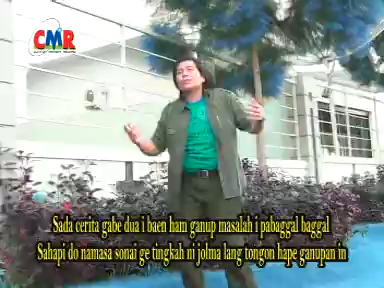 CMR
Sada cerita gabe dua i baen ham ganup masalah i pabaggal baggal
Sahapi do namasa sonai ge tingkah ni jolma lang tongon hape ganupan in